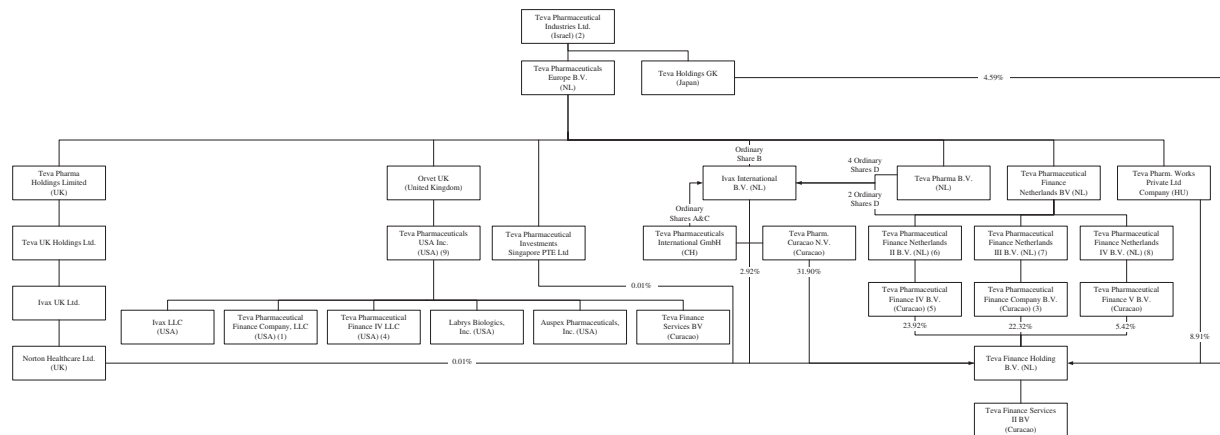 Teva Pharmaceutical
Industries Ltd.
(Israel) (2)
Teva Pharmaceuticals
Europe B.V.
(NL)
Teva Holdings GK
(Japan)
4.59%
Teva Pharma
Holdings Limited
(UK)
Orvet UK
(United Kingdom)
Ordinary
Share B
Ivax International
B.V. (NL)
4 Ordinary
Shares D
2 Ordinary
Shares D
Teva Pharma B.V.
(NL)
Teva Pharmaceutical
Finance
Netherlands BV (NL)
Teva Pharm. Works
Private Ltd
Company (HU)
Ordinary
Shares A&C
Teva UK Holdings Ltd.
Teva Pharmaceuticals
USA Inc.
(USA) (9)
Teva Pharmaceutical
Investments
Singapore PTE Ltd
Teva Pharmaceuticals
International GmbH
(CH)
Teva Pharm.
Curacao N.V.
(Curacao)
Teva Pharmaceutical
Finance Netherlands
II B.V. (NL) (6)
Teva Pharmaceutical
Finance Netherlands
III B.V. (NL) (7)
Teva Pharmaceutical
Finance Netherlands
IV B.V. (NL) (8)
2.92%
31.90%
0.01%
Ivax UK Ltd.
Teva Pharmaceutical
Finance IV B.V.
(Curacao) (5)
Teva Pharmaceutical
Finance Company B.V.
(Curacao) (3)
Teva Pharmaceutical
Finance V B.V.
(Curacao)
23.92%
22.32%
5.42%
Ivax LLC
(USA)
Teva Pharmaceutical
Finance Company, LLC
(USA) (1)
Teva Pharmaceutical
Finance IV LLC
(USA) (4)
Labrys Biologics,
Inc. (USA)
Auspex Pharmaceuticals,
Inc. (USA)
Teva Finance
Services BV
(Curacao)
8.91%
Norton Healthcare Ltd.
(UK)
0.01%
Teva Finance Holding
B.V. (NL)
Teva Finance Services
II BV
(Curacao)